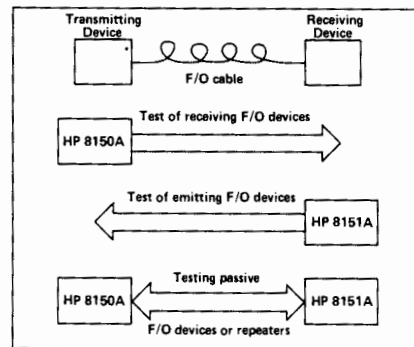 Transmitting Device
Receiving Device
F/O cable
Test of receiving F/O devices
HP 8150A
Test of emitting F/O devices
HP 8151A
Testing passive
HP 8150A
HP 8151A
F/O devices or repeaters